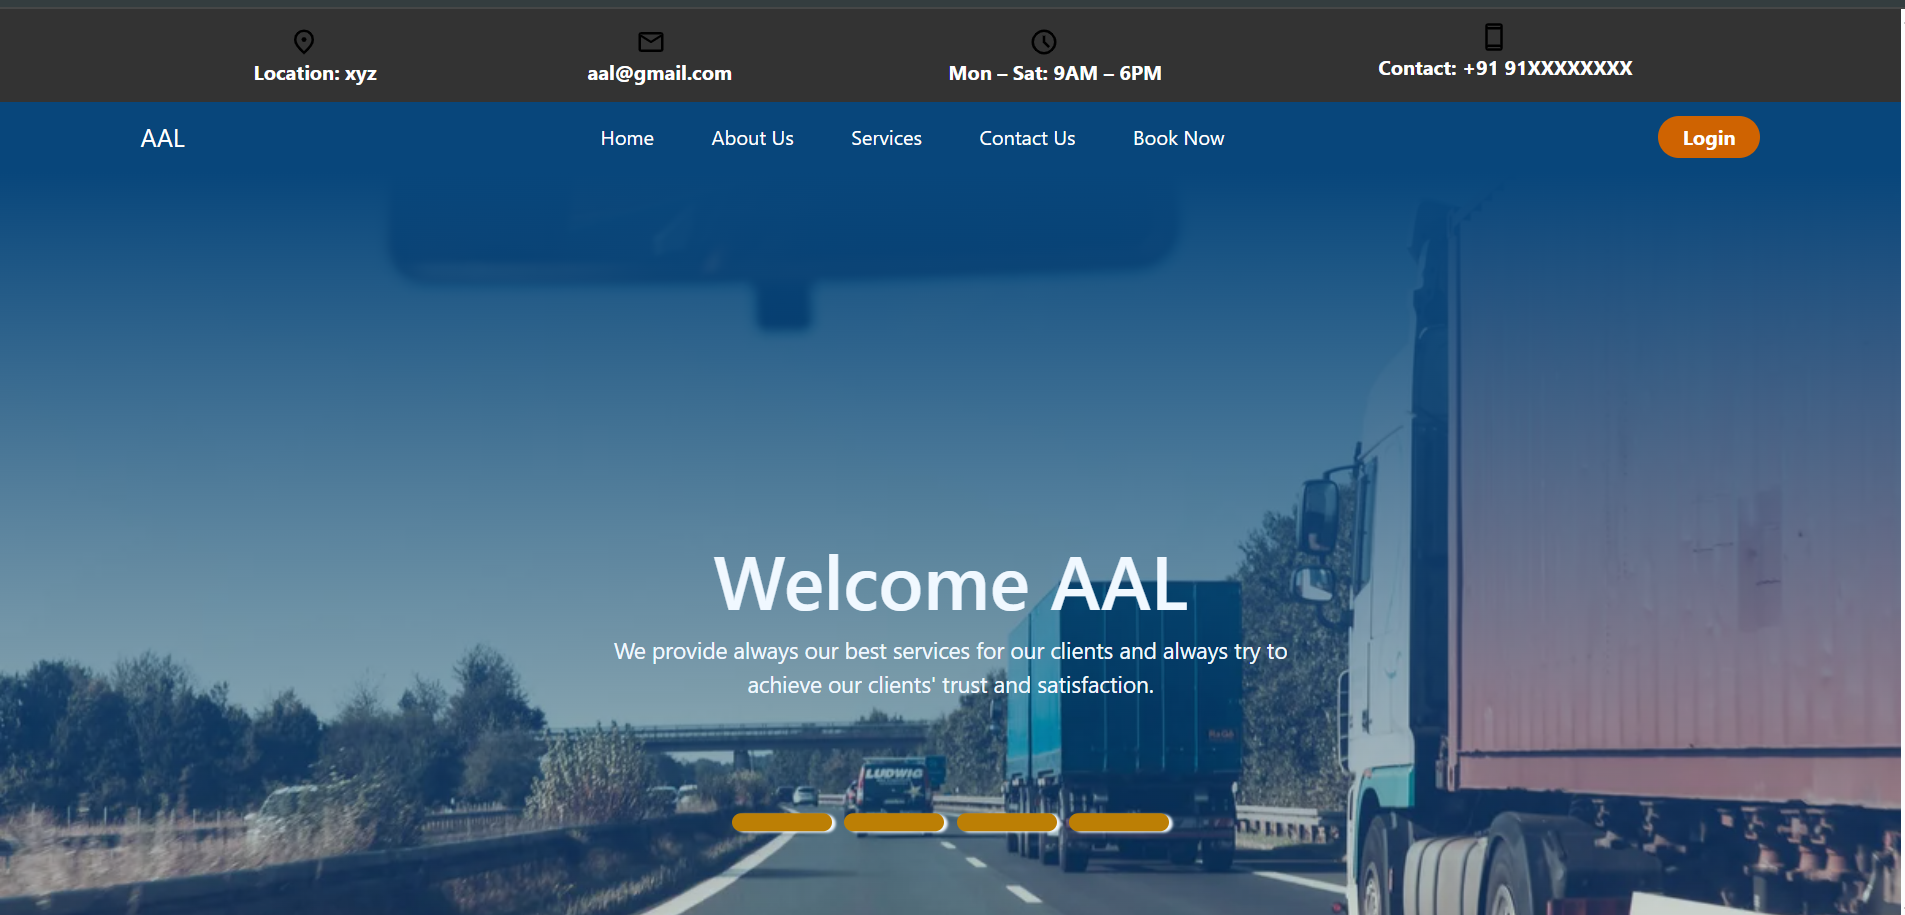 Location: xyz
aal@gmail.com
Mon – Sat: 9AM – 6PM
Contact: +91 91XXXXXXXX
AAL
Home
About Us
Services
Contact Us
Book Now
Login
Welcome AAL
We provide always our best services for our clients and always try to
achieve our clients' trust and satisfaction.
LUDWIG